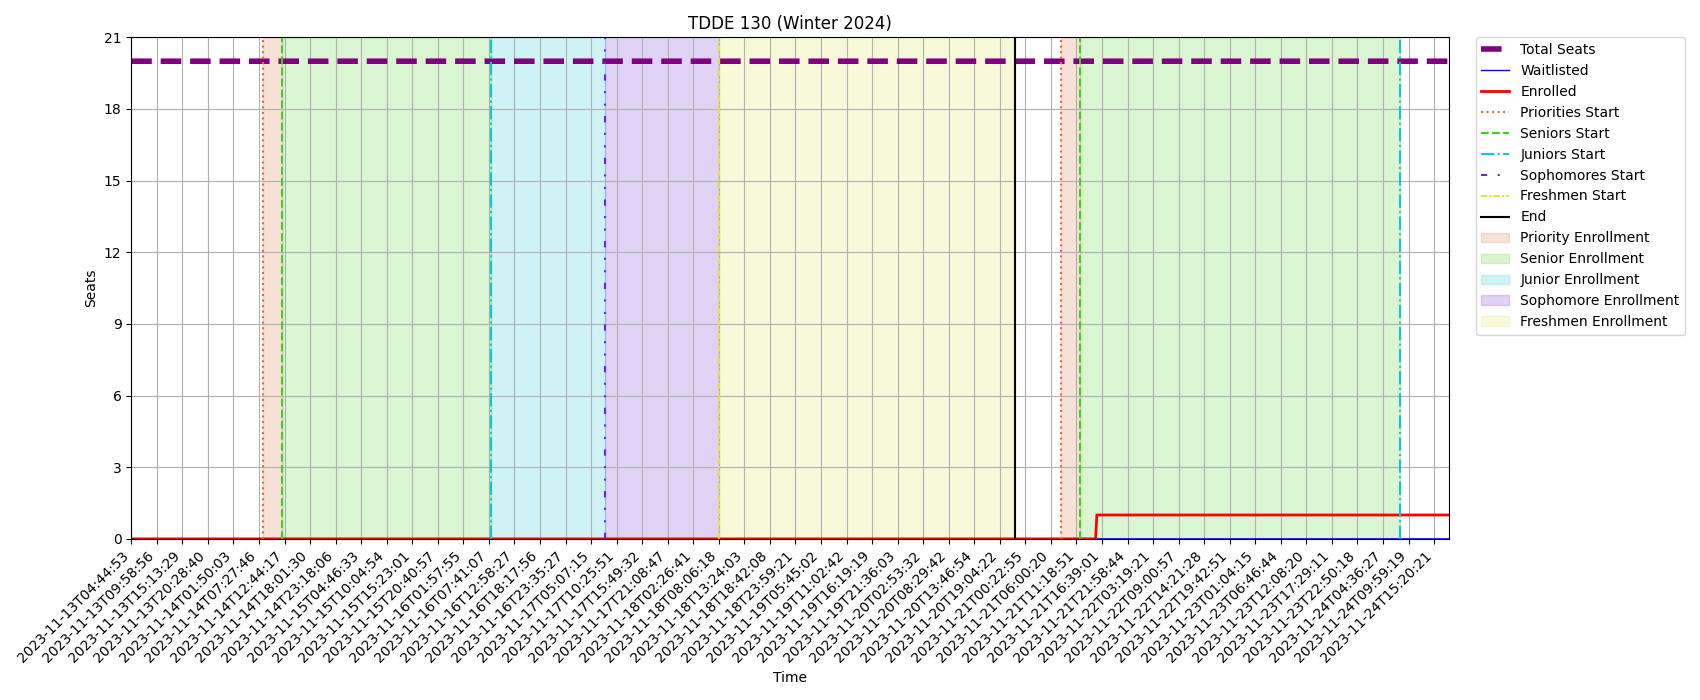 TDDE 130 (Winter 2024)
21
18
15
12
9
6
3
0
Seats
2023-11-13T04:44:53
2023-11-13T09:58:56
2023-11-13T15:13:29
2023-11-13T20:28:40
2023-11-14T01:50:03
2023-11-14T07:27:46
2023-11-14T12:44:17
2023-11-14T18:01:30
2023-11-14T23:18:06
2023-11-15T04:46:33
2023-11-15T10:04:54
2023-11-15T15:23:01
2023-11-15T20:40:57
2023-11-16T01:57:55
2023-11-16T07:41:07
2023-11-16T12:58:27
2023-11-16T18:17:56
2023-11-16T23:35:27
2023-11-17T05:07:15
2023-11-17T10:25:51
2023-11-17T15:49:32
2023-11-17T21:08:47
2023-11-18T02:26:41
2023-11-18T08:06:18
2023-11-18T13:24:03
2023-11-18T18:42:08
2023-11-18T23:59:21
2023-11-19T05:45:02
2023-11-19T11:02:42
2023-11-19T16:19:19
2023-11-19T21:36:03
2023-11-20T02:53:32
2023-11-20T08:29:42
2023-11-20T13:46:54
2023-11-20T19:04:22
2023-11-21T00:22:55
2023-11-21T06:00:20
2023-11-21T11:18:51
2023-11-21T16:39:01
2023-11-21T21:58:44
2023-11-22T03:19:21
2023-11-22T09:00:57
2023-11-22T14:21:28
2023-11-22T19:42:51
2023-11-23T01:04:15
2023-11-23T06:46:44
2023-11-23T12:08:20
2023-11-23T17:29:11
2023-11-23T22:50:18
2023-11-24T04:36:27
2023-11-24T09:59:19
2023-11-24T15:20:21
Time
Total Seats
Waitlisted
Enrolled
Priorities Start
Seniors Start
Juniors Start
Sophomores Start
Freshmen Start
End
Priority Enrollment
Senior Enrollment
Junior Enrollment
Sophomore Enrollment
Freshmen Enrollment